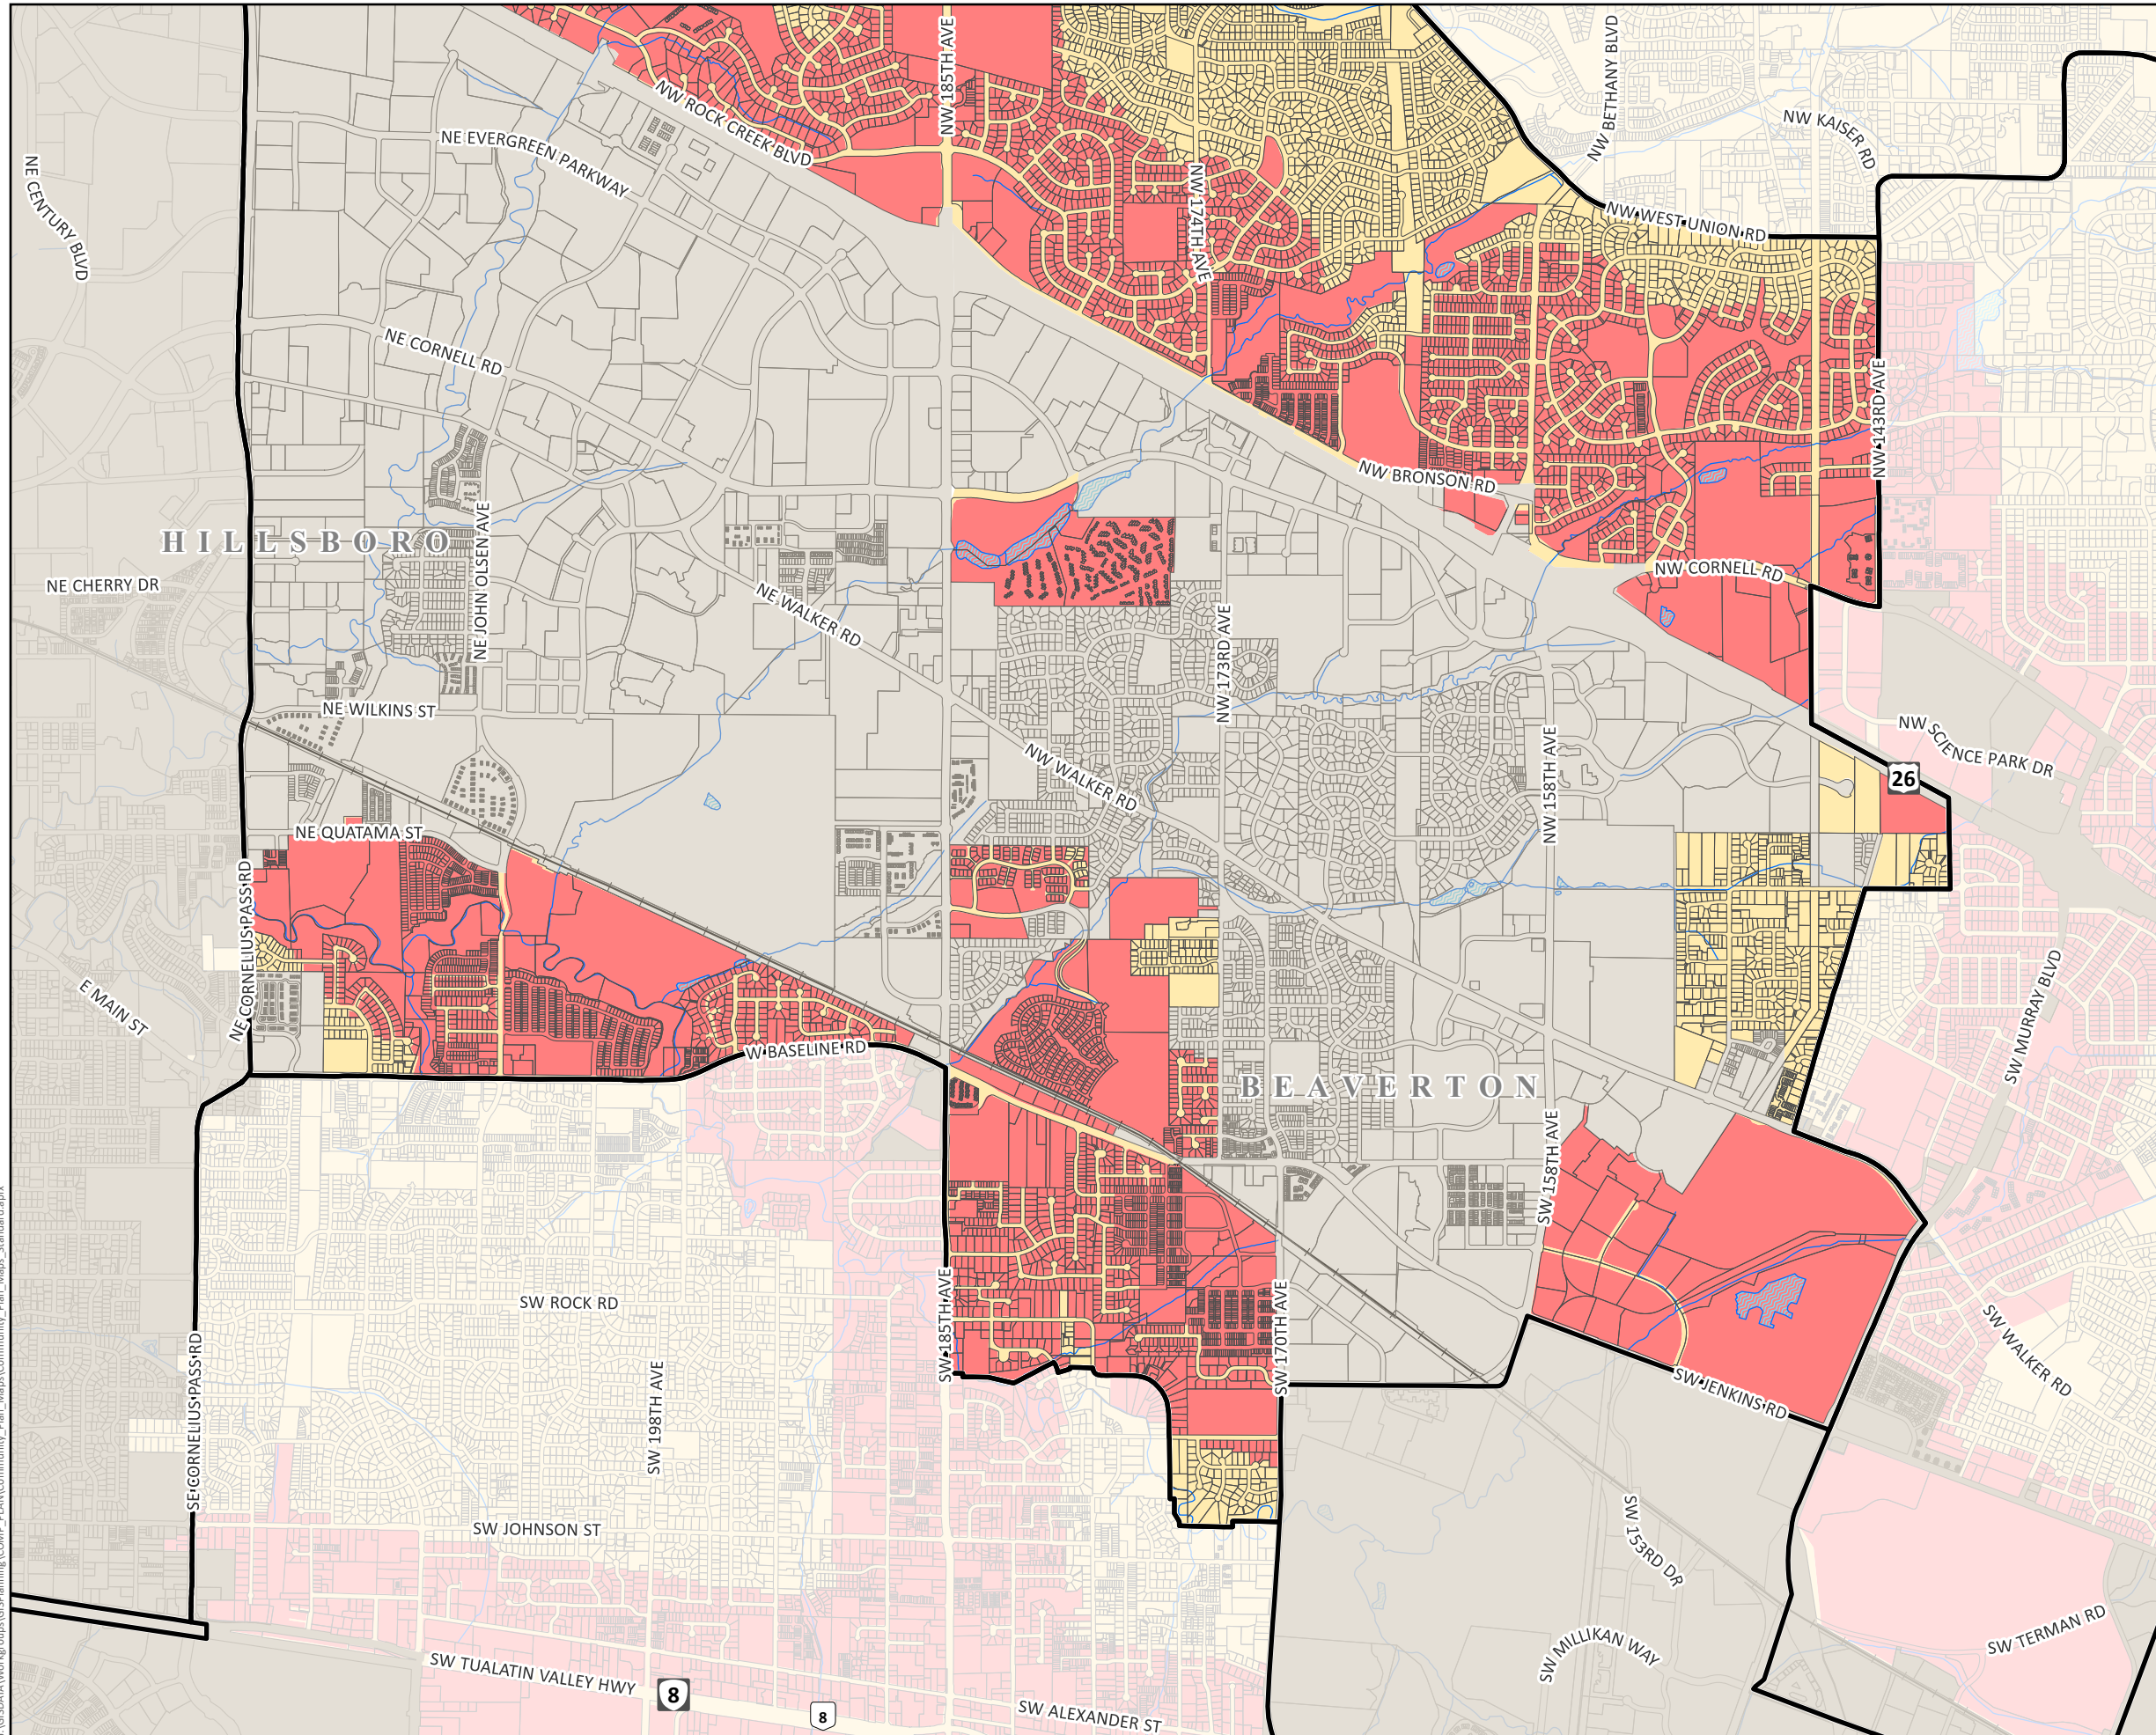 NW 185TH AVE
NW BETHANY BLVD
NW KAISER RD
NW ROCK CREEK BLVD
NE EVERGREEN PARKWAY
NE CENTURY BLVD
NW 174TH AVE
NW WEST UNION RD
NE CORNELL RD
NW 143RD AVE
NW BRONSON RD
HILLSBORO
NE JOHN OLSEN AVE
NE CHERRY DR
NW CORNELL RD
NE WALKER RD
NW 173RD AVE
NE WILKINS ST
NW SCIENCE PARK DR
NW WALKER RD
NW 158TH AVE
26
NE QUATAMA ST
NE CORNELIUS PASS RD
E MAIN ST
SW MURRAY BLVD
W BASELINE RD
BEAVERTON
SW 158TH AVE
SW 185TH AVE
SW 170TH AVE
SW ROCK RD
SE CORNELIUS PASS RD
SW 198TH AVE
SW WALKER RD
SW JENKINS RD
SW JOHNSON ST
SW 153RD DR
SW MILLIKAN WAY
SW TERMAN RD
SW TUALATIN VALLEY HWY
8
8
SW ALEXANDER ST